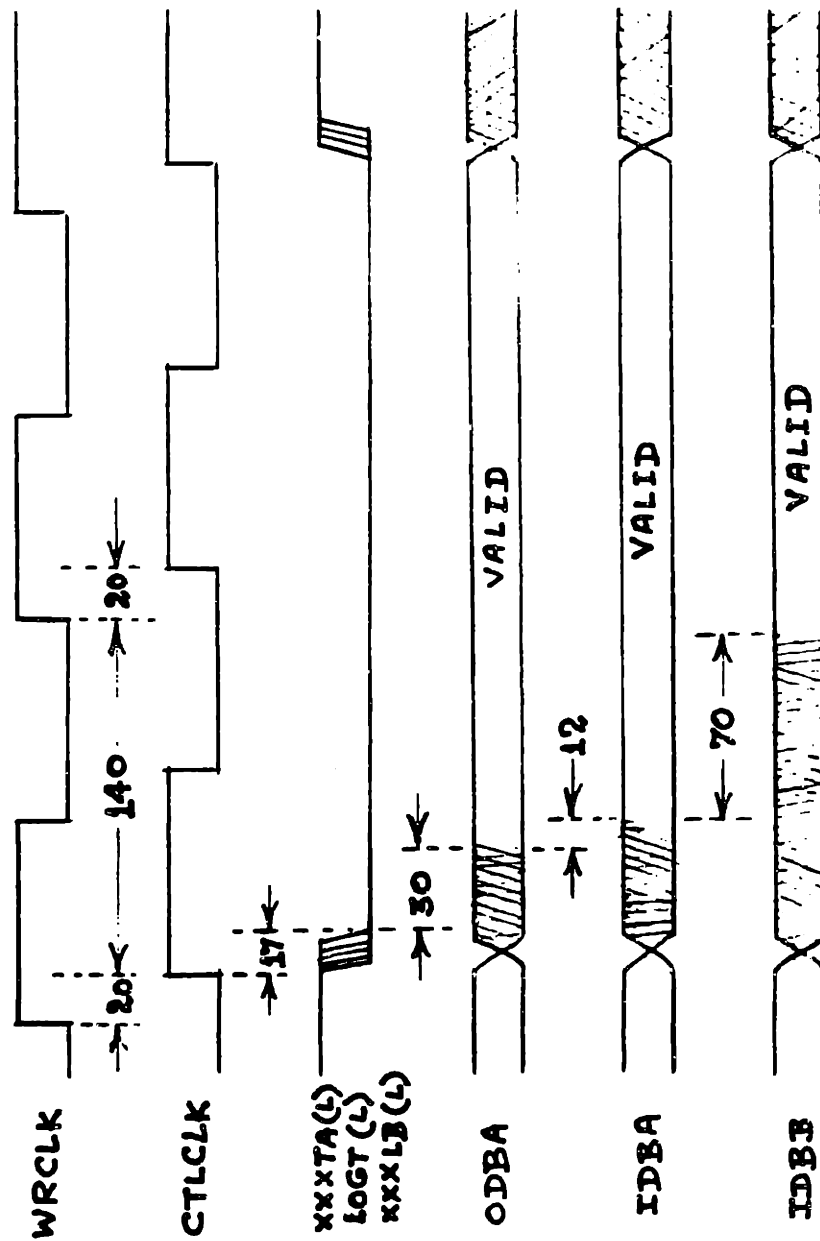 WRCLK
20
140
20
CTLCLK
17
XXXTA(L)
LOGT (L)
XXXLB(L)
30
ODBA
VALID
12
IDBA
VALID
70
IDBB
VALID